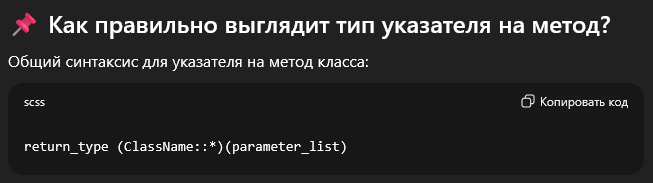 📌 Как правильно выглядит тип указателя на метод?
Общий синтаксис для указателя на метод класса:
scss
Копировать код
return_type (ClassName::*)(parameter_list)